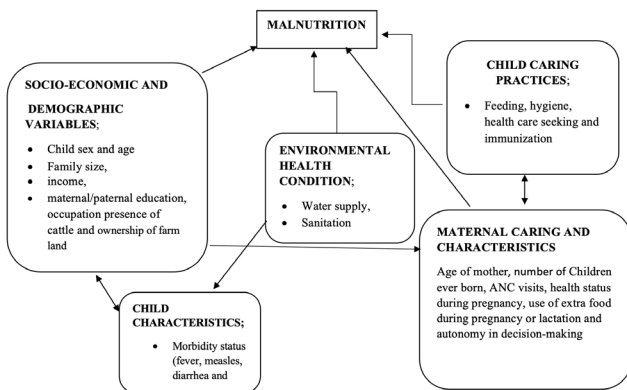 MALNUTRITION
SOCIO-ECONOMIC AND
DEMOGRAPHIC
VARIABLES;
• Child sex and age
• Family size,
• income,
• maternal/paternal education,
occupation presence of
cattle and ownership of farm
land
CHILD CARING
PRACTICES;
• Feeding, hygiene,
health care seeking and
immunization
ENVIRONMENTAL
HEALTH
CONDITION;
• Water supply,
• Sanitation
MATERNAL CARING AND
CHARACTERISTICS
Age of mother, number of Children
ever born, ANC visits, health status
during pregnancy, use of extra food
during pregnancy or lactation and
autonomy in decision-making
CHILD
CHARACTERISTICS;
• Morbidity status
(fever, measles,
diarrhea and